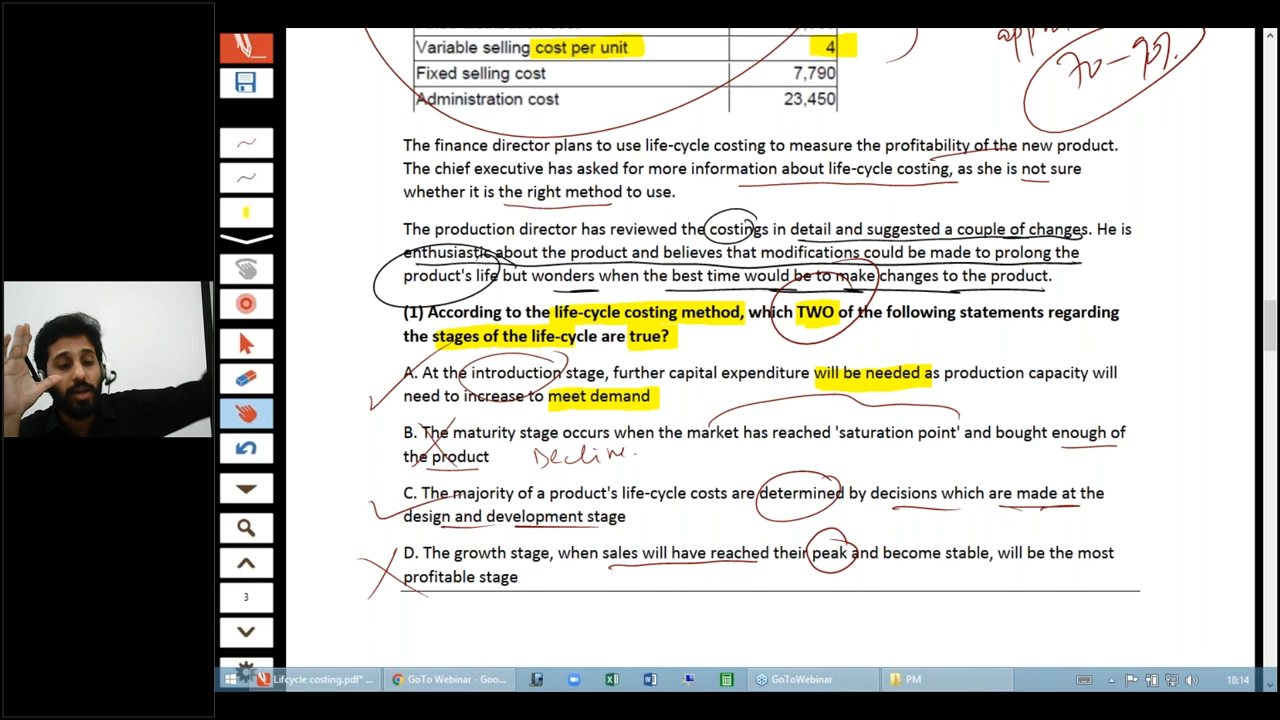 Variable selling cost per unit 4
Fixed selling cost 7,790
Administration cost 23,450
70-90%
The finance director plans to use life-cycle costing to measure the profitability of the new product.
The chief executive has asked for more information about life-cycle costing, as she is not sure
whether it is the right method to use.
The production director has reviewed the costings in detail and suggested a couple of changes. He is
enthusiastic about the product and believes that modifications could be made to prolong the
product's life but wonders when the best time would be to make changes to the product.
(1) According to the life-cycle costing method, which TWO of the following statements regarding
the stages of the life-cycle are true?
A. At the introduction stage, further capital expenditure will be needed as production capacity will
need to increase to meet demand
B. The maturity stage occurs when the market has reached 'saturation point' and bought enough of
the product
Decline.
C. The majority of a product's life-cycle costs are determined by decisions which are made at the
design and development stage
D. The growth stage, when sales will have reached their peak and become stable, will be the most
profitable stage
3
Lifcycle costing.pdf* ...
GoTo Webinar - Goo...
GoToWebinar
PM
18:14